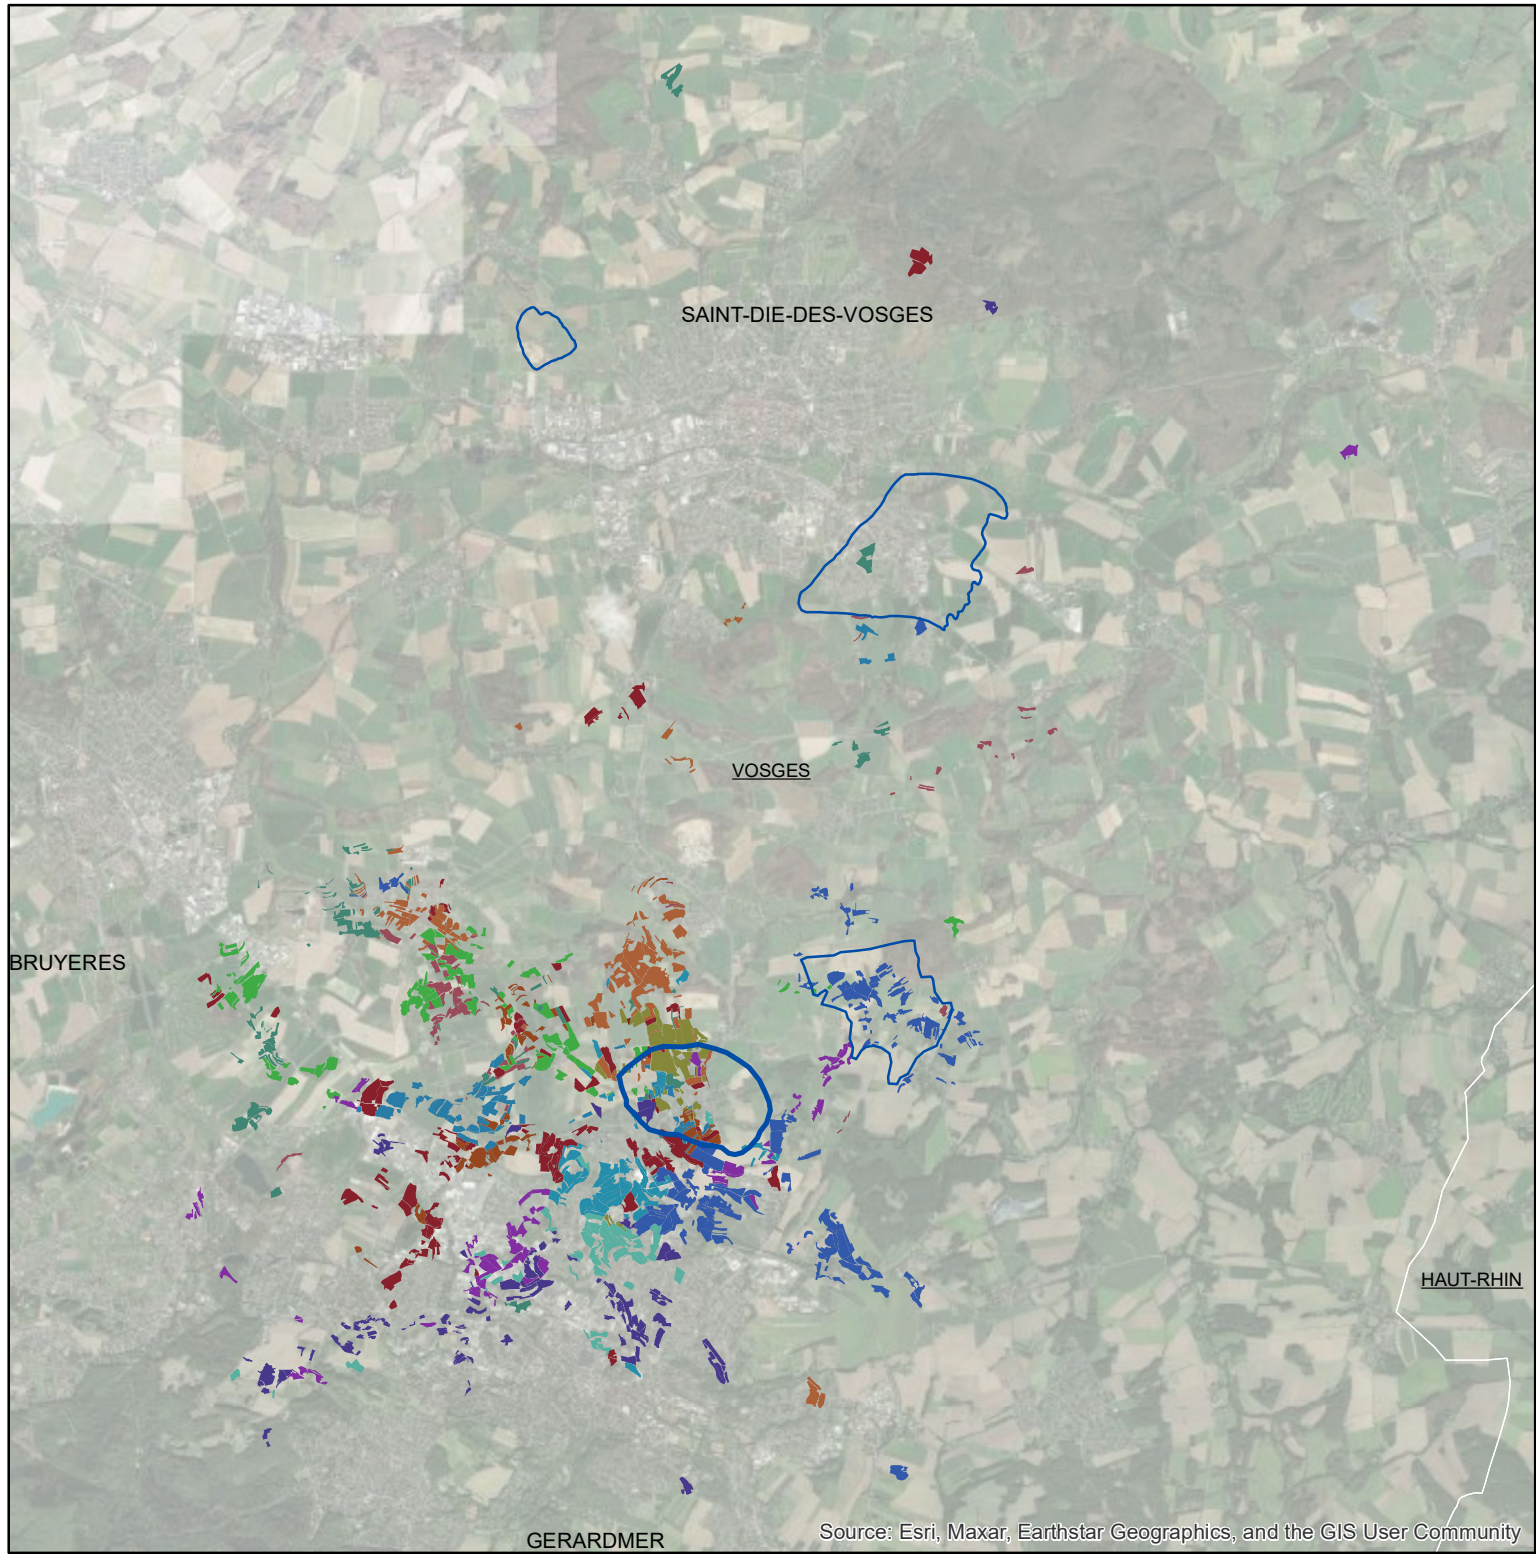 SAINT-DIE-DES-VOSGES
VOSGES
BRUYERES
HAUT-RHIN
GERARDMER
Source: Esri, Maxar, Earthstar Geographics, and the GIS User Community